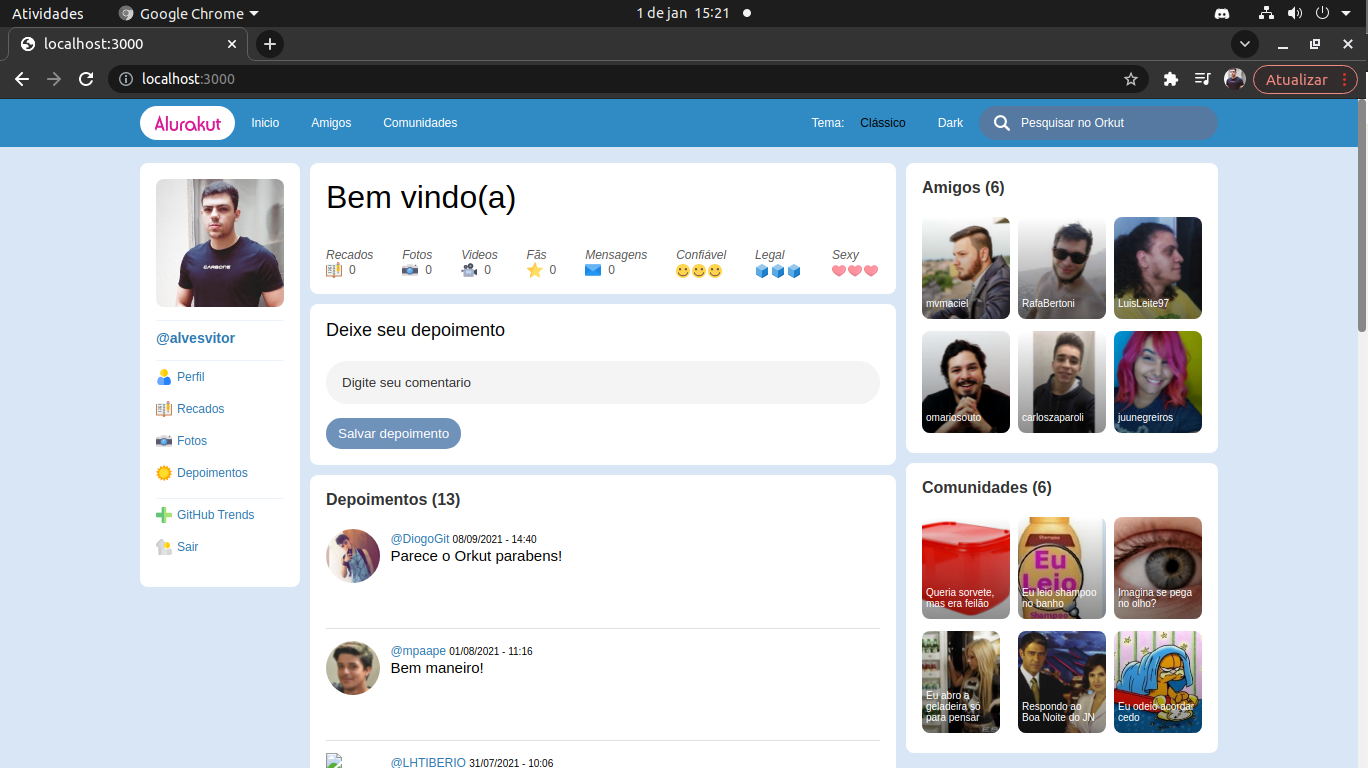 Atividades
Google Chrome
1 de jan 15:21
localhost:3000
localhost:3000
Atualizar
Alurakut
Inicio
Amigos
Comunidades
Tema:
Clássico
Dark
Pesquisar no Orkut
CARBONE
@alvesvitor
Perfil
Recados
Fotos
Depoimentos
GitHub Trends
Sair
Bem vindo(a)
Recados
Fotos
Videos
Fãs
Mensagens
Confiável
Legal
Sexy
0
0
0
0
0
Deixe seu depoimento
Digite seu comentario
Salvar depoimento
Depoimentos (13)
@DiogoGit 08/09/2021 - 14:40
Parece o Orkut parabens!
@mpaape 01/08/2021 - 11:16
Bem maneiro!
@LHTIBERIO 31/07/2021 - 10:06
Amigos (6)
mvmaciel
RafaBertoni
LuisLeite97
omariosouto
carloszaparoli
juunegreiros
Comunidades (6)
Queria sorvete,
mas era feilão
Shampoo
Eu
Leio
Shampoo
Eu leio shampoo
no banho
Imagina se pega
no olho?
Eu abro a
geladeira só
para pensar
Respondo ao
Boa Noite do JN
Eu odeio acordar
cedo